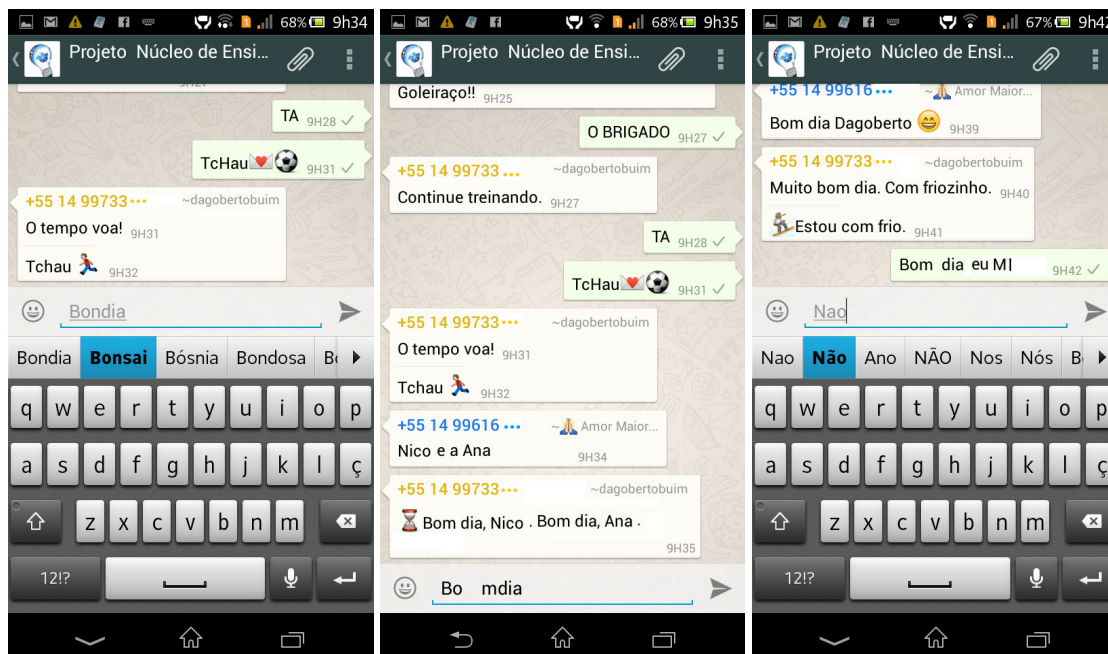 68% 9h34
Projeto Núcleo de Ensi...
9H27
TA 9H28
TcHau 9H31
+55 14 99733... ~dagobertobuim
O tempo voa! 9H31
Tchau 9H32
Bondia
Bondia Bonsai Bósnia Bondosa Bo
q w e r t y u i o p
a s d f g h j k l ç
z x c v b n m
12!?
68% 9h35
Projeto Núcleo de Ensi...
Goleiraço!! 9H25
O BRIGADO 9H27
+55 14 99733 ... ~dagobertobuim
Continue treinando. 9H27
TA 9H28
TcHau 9H31
+55 14 99733... ~dagobertobuim
O tempo voa! 9H31
Tchau 9H32
+55 14 99616 ... ~ Amor Maior...
Nico e a Ana 9H34
+55 14 99733... ~dagobertobuim
Bom dia, Nico . Bom dia, Ana .
9H35
Bo mdia
67% 9h42
Projeto Núcleo de Ensi...
+55 14 99616... ~ Amor Maior...
Bom dia Dagoberto 9H39
+55 14 99733... ~dagobertobuim
Muito bom dia. Com friozinho. 9H40
Estou com frio. 9H41
Bom dia eu MI 9H42
Nao
Nao Não Ano NÃO Nos Nós B
q w e r t y u i o p
a s d f g h j k l ç
z x c v b n m
12!?